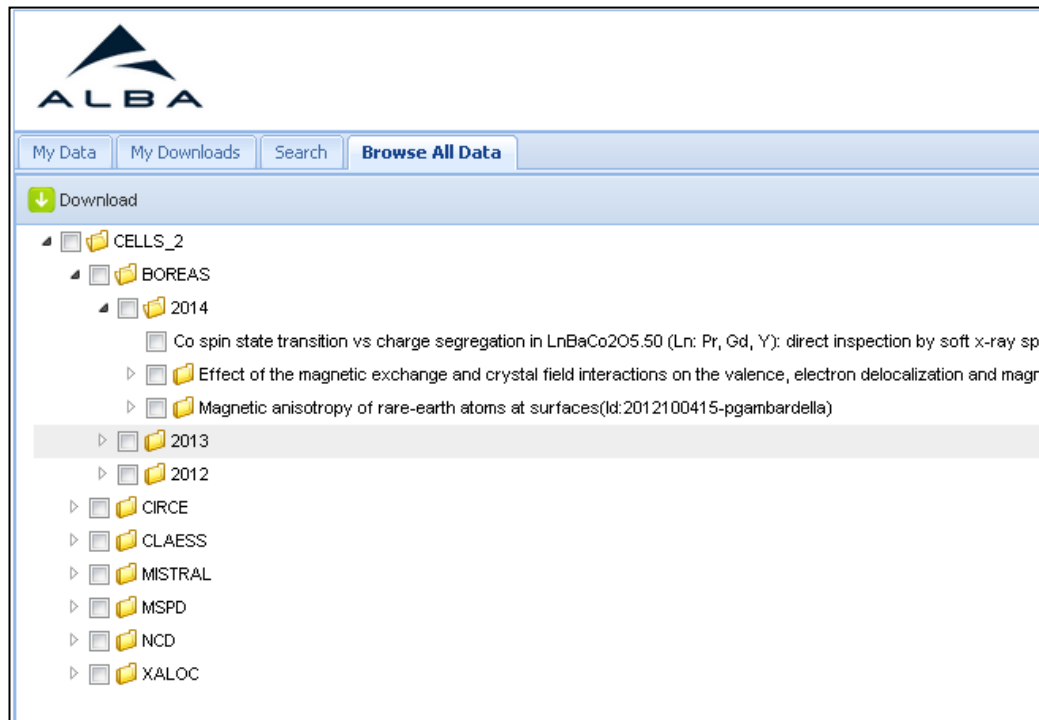 ALBA
My Data My Downloads Search Browse All Data
Download
CELLS_2
BOREAS
2014
Co spin state transition vs charge segregation in LnBaCo2O5.50 (Ln: Pr, Gd, Y): direct inspection by soft x-ray sp
Effect of the magnetic exchange and crystal field interactions on the valence, electron delocalization and magn
Magnetic anisotropy of rare-earth atoms at surfaces(Id:2012100415-pgambardella)
2013
2012
CIRCE
CLAESS
MISTRAL
MSPD
NCD
XALOC